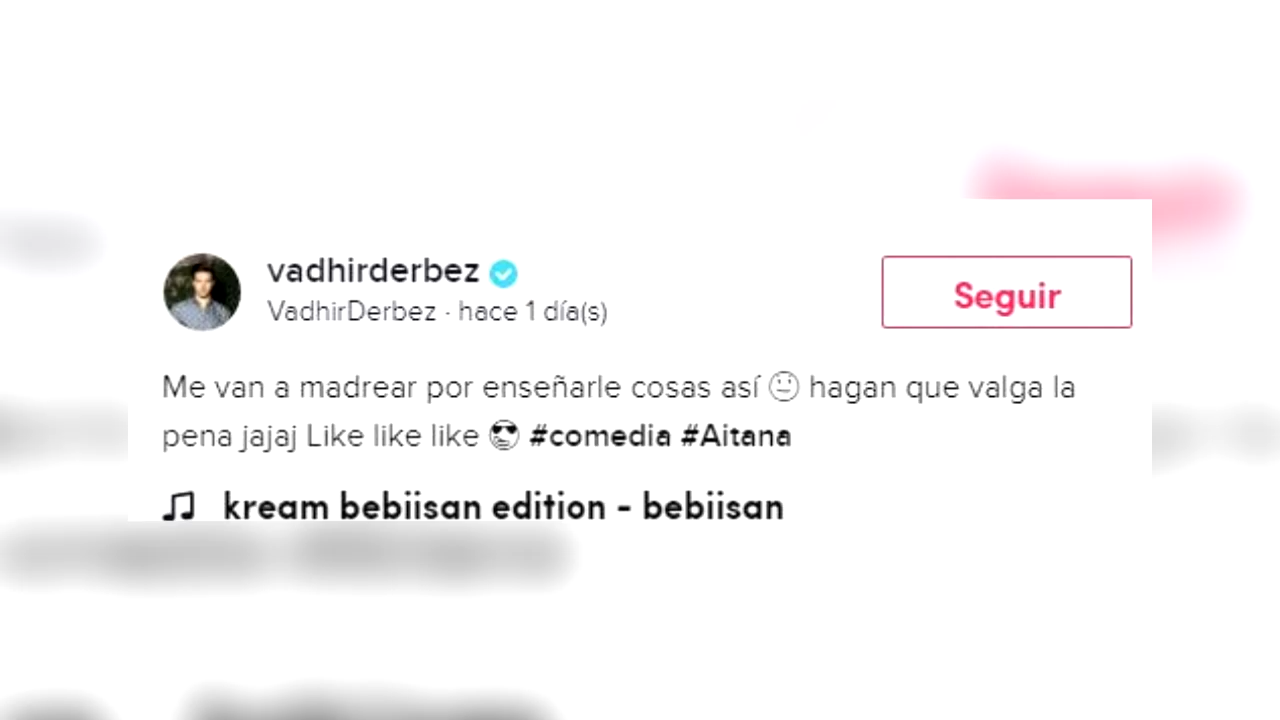 vadhirderbez
VadhirDerbez · hace 1 día(s)
Seguir
Me van a madrear por enseñarle cosas así 😐 hagan que valga la
pena jajaj Like like like 😎 #comedia #Aitana
kream bebiisan edition - bebiisan